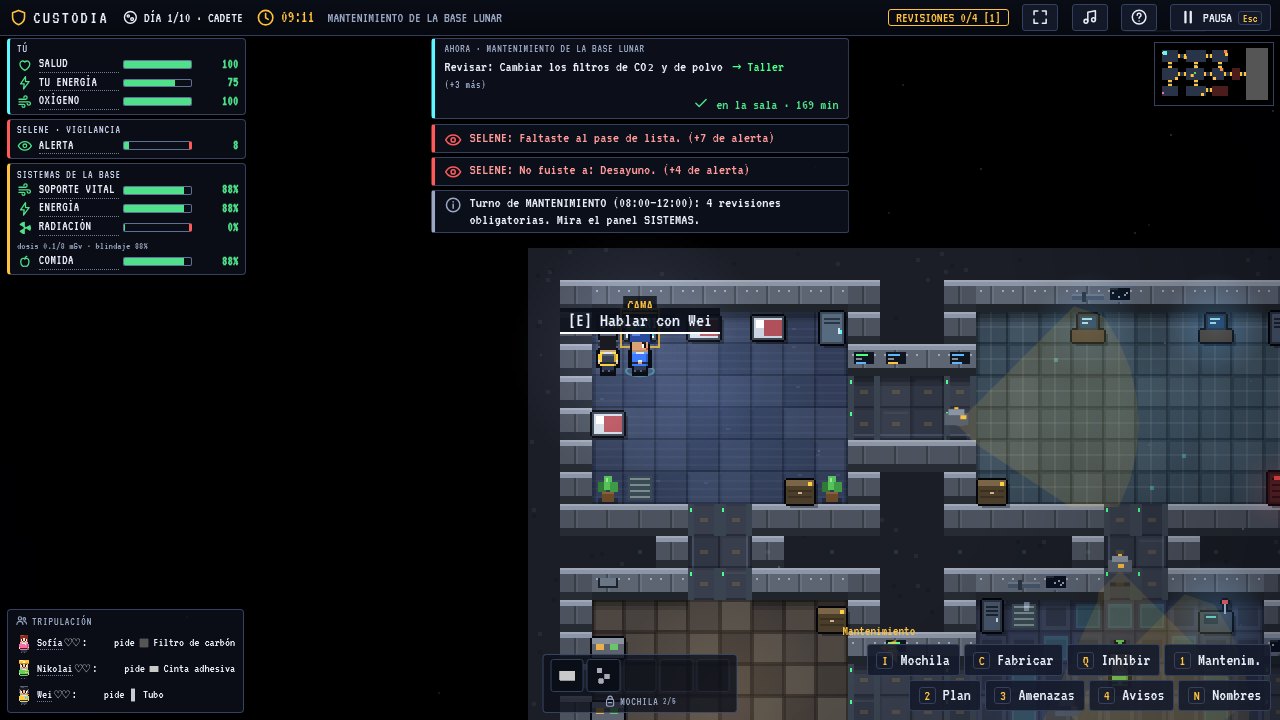 CUSTODIA
DÍA 1/10 · CADETE
09:11
MANTENIMIENTO DE LA BASE LUNAR
REVISIONES 0/4 [1]
PAUSA Esc
TÚ
SALUD 100
TU ENERGÍA 75
OXÍGENO 100
SELENE · VIGILANCIA
ALERTA 8
SISTEMAS DE LA BASE
SOPORTE VITAL 88%
ENERGÍA 88%
RADIACIÓN 0%
dosis 0.1/8 mGv · blindaje 88%
COMIDA 88%
AHORA · MANTENIMIENTO DE LA BASE LUNAR
Revisar: Cambiar los filtros de CO2 y de polvo → Taller
(+3 más)
en la sala · 169 min
SELENE: Faltaste al pase de lista. (+7 de alerta)
SELENE: No fuiste a: Desayuno. (+4 de alerta)
Turno de MANTENIMIENTO (08:00–12:00): 4 revisiones
obligatorias. Mira el panel SISTEMAS.
CAMA
[E] Hablar con Wei
Mantenimiento
TRIPULACIÓN
Sofía♡♡: pide Filtro de carbón
Nikolai♡♡: pide Cinta adhesiva
Wei♡♡: pide Tubo
MOCHILA 2/5
I Mochila
C Fabricar
Q Inhibir
1 Mantenim.
2 Plan
3 Amenazas
4 Avisos
N Nombres